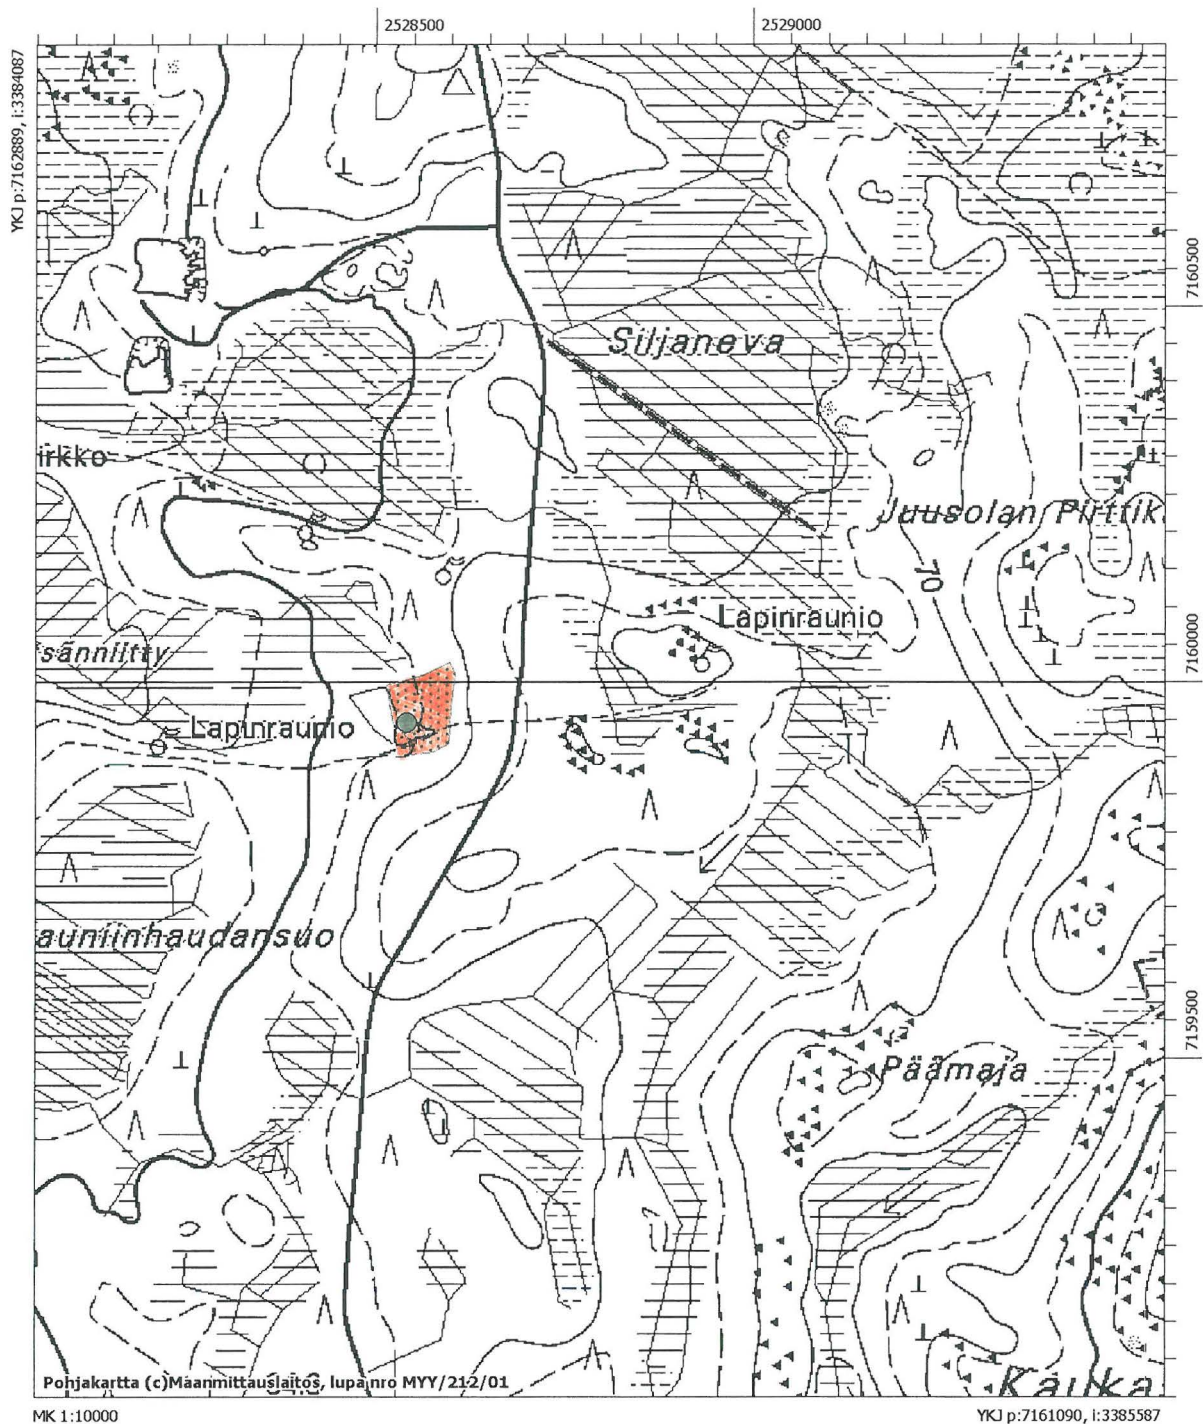 2528500
2529000
YKJ p:7162889, i:3384087
7160500
Siljaneva
irkko
Juusolan Pirttik
70
Lapinraunio
7160000
sänniitty
Lapinraunio
auniinhaudansuo
7159500
Päämaja
Kauka
Pohjakartta (c)Maanmittauslaitos, lupa nro MYY/212/01
MK 1:10000
YKJ p:7161090, i:3385587